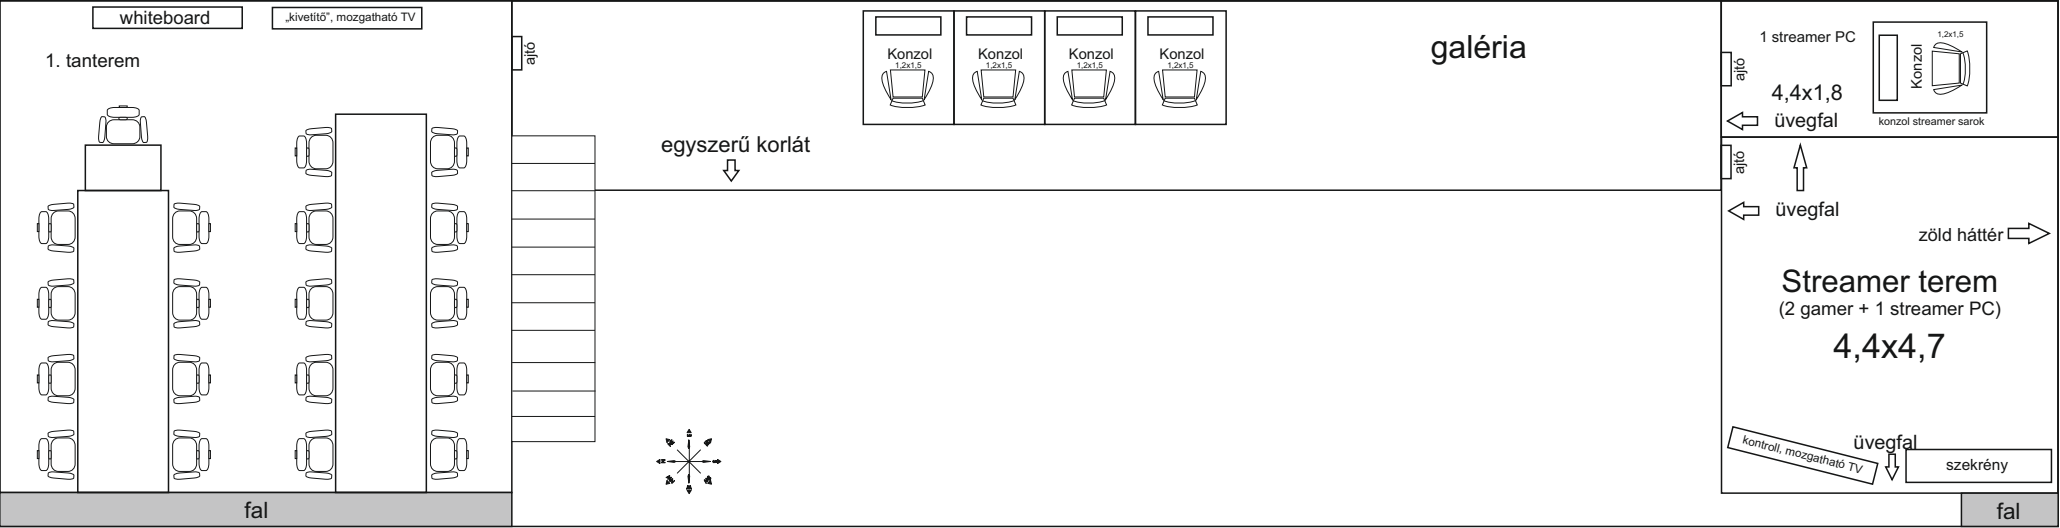 whiteboard
„kivetítő”, mozgatható TV
1. tanterem
ajtó
Konzol
1,2x1,5
Konzol
1,2x1,5
Konzol
1,2x1,5
Konzol
1,2x1,5
galéria
egyszerű korlát
1 streamer PC
ajtó
4,4x1,8
üvegfal
Konzol
1,2x1,5
konzol streamer sarok
ajtó
üvegfal
zöld háttér
Streamer terem
(2 gamer + 1 streamer PC)
4,4x4,7
kontroll, mozgatható TV
üvegfal
szekrény
fal
fal